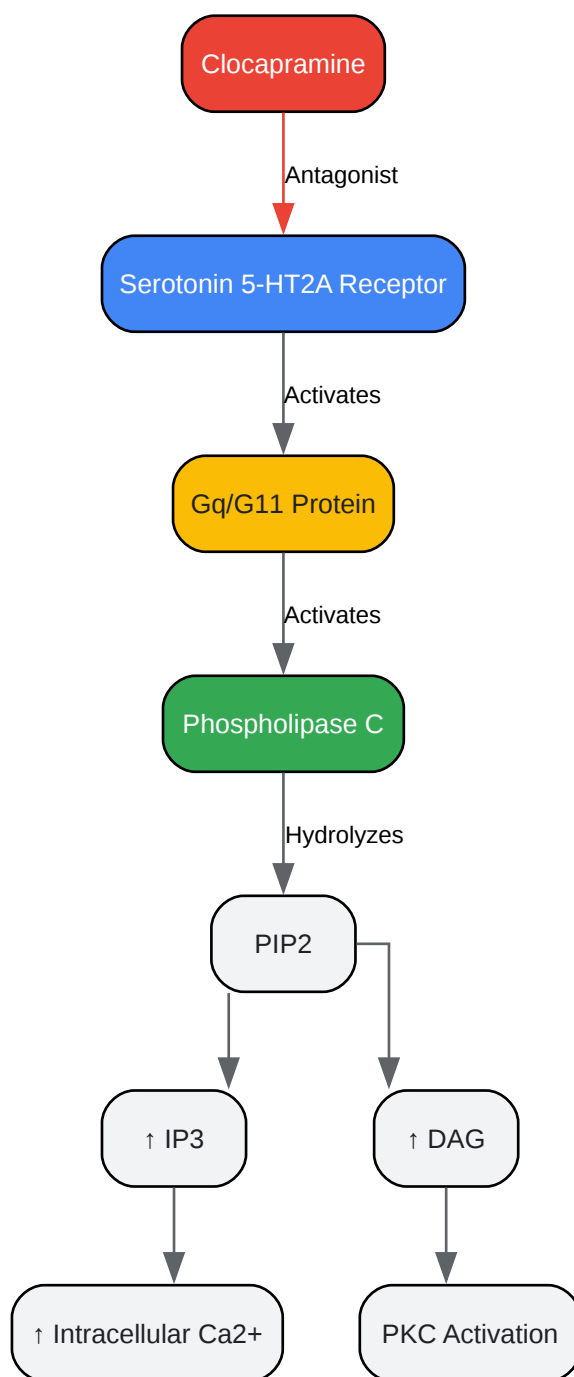 Clocapramine
Antagonist
Serotonin 5-HT2A Receptor
Activates
Gq/G11 Protein
Activates
Phospholipase C
Hydrolyzes
PIP2
↑ IP3
↑ DAG
↑ Intracellular Ca2+
PKC Activation